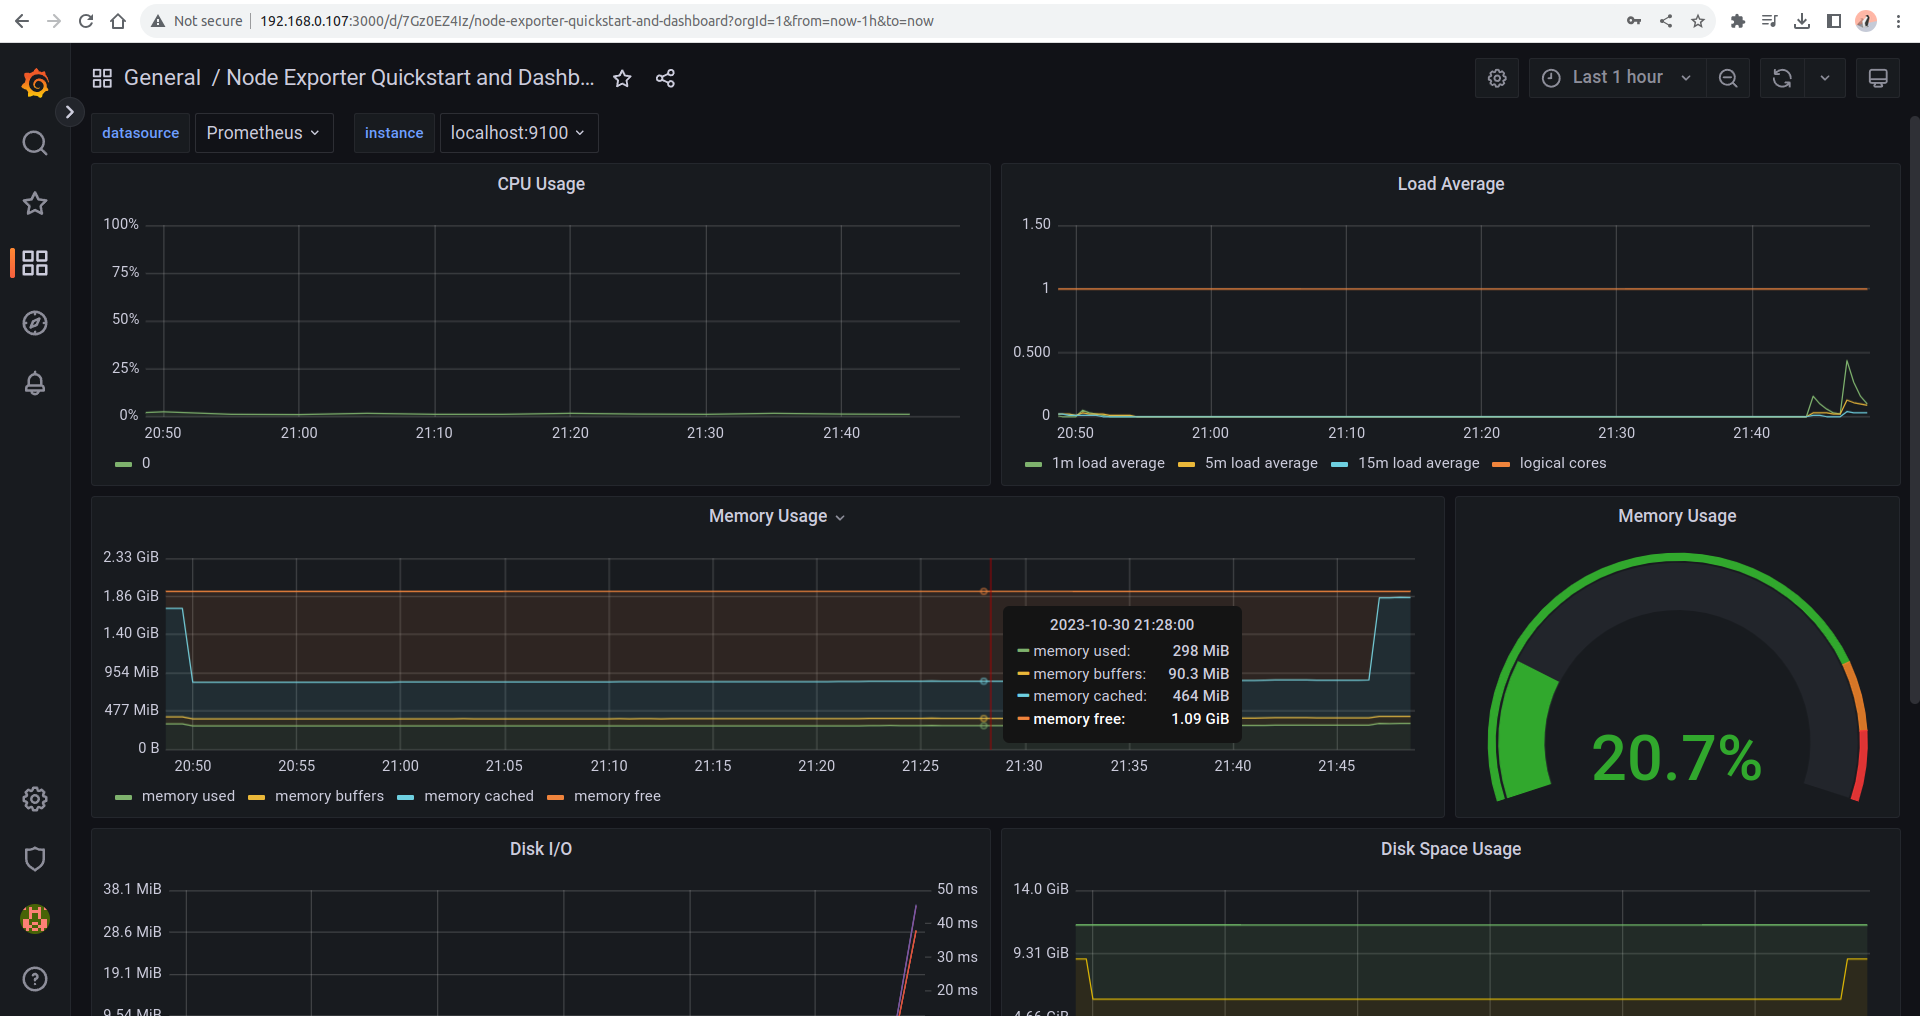 Not secure 192.168.0.107:3000/d/7Gz0EZ4Iz/node-exporter-quickstart-and-dashboard?orgId=1&from=now-1h&to=now
General / Node Exporter Quickstart and Dashb...
Last 1 hour
datasource Prometheus instance localhost:9100
CPU Usage
100%
75%
50%
25%
0%
20:50 21:00 21:10 21:20 21:30 21:40
0
Load Average
1.50
1
0.500
0
20:50 21:00 21:10 21:20 21:30 21:40
1m load average 5m load average 15m load average logical cores
Memory Usage
2.33 GiB
1.86 GiB
1.40 GiB
954 MiB
477 MiB
0 B
20:50 20:55 21:00 21:05 21:10 21:15 21:20 21:25 21:30 21:35 21:40 21:45
memory used memory buffers memory cached memory free
2023-10-30 21:28:00
memory used: 298 MiB
memory buffers: 90.3 MiB
memory cached: 464 MiB
memory free: 1.09 GiB
Memory Usage
20.7%
Disk I/O
38.1 MiB
28.6 MiB
19.1 MiB
9.54 MiB
50 ms
40 ms
30 ms
20 ms
Disk Space Usage
14.0 GiB
9.31 GiB
4.66 GiB